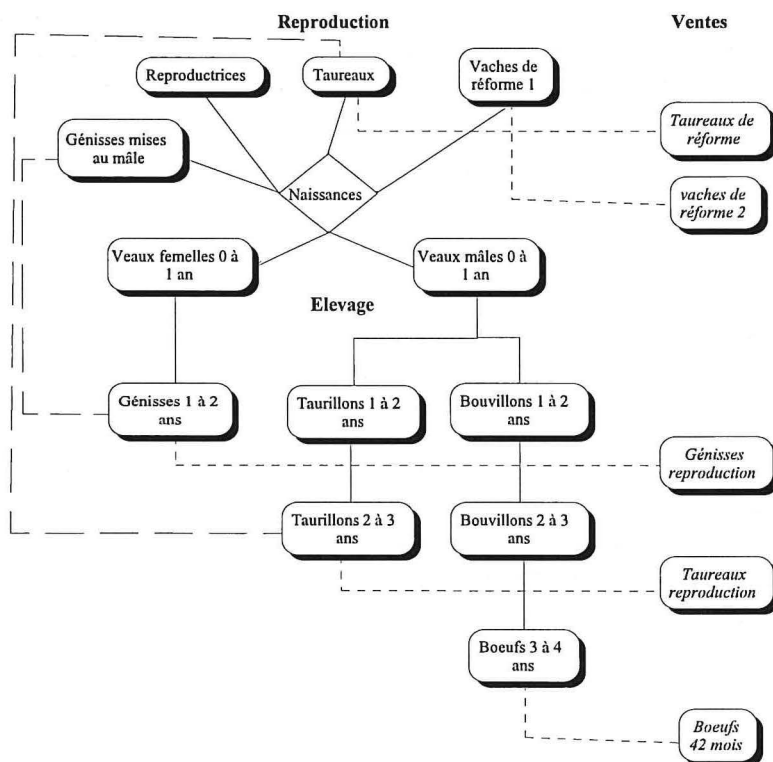 Reproduction
Ventes
Reproductrices
Taureaux
Vaches de
réforme 1
Taureaux de
réforme
Génisses mises
au mâle
Naissances
vaches de
réforme 2
Veaux femelles 0 à
1 an
Veaux mâles 0 à
1 an
Elevage
Génisses 1 à 2
ans
Taurillons 1 à 2
ans
Bouvillons 1 à 2
ans
Génisses
reproduction
Taurillons 2 à 3
ans
Bouvillons 2 à 3
ans
Taureaux
reproduction
Boeufs 3 à 4
ans
Boeufs
42 mois